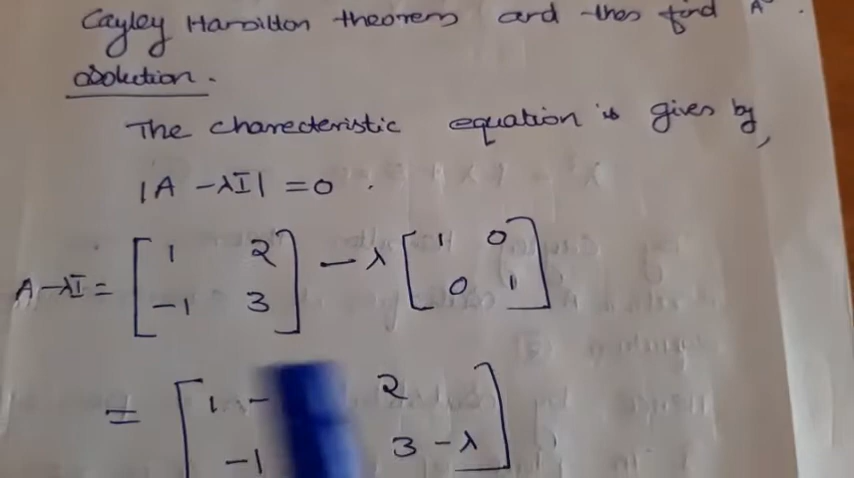 Cayley Hamilton theorem and then find A
Solution.
The charecteristic equation is given by,
|A - λI| = 0.
A-λI = [ 1 2 -1 3 ] - λ [ 1 0 0 1 ]
= [ 1 - 2 -1 3 - λ ]